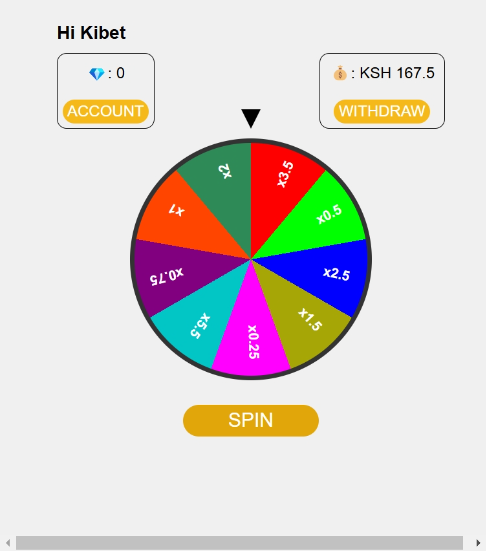 Hi Kibet
💎: 0
💰: KSH 167.5
ACCOUNT
WITHDRAW
x2
x3.5
x1
x0.5
x0.75
x2.5
x5.5
x1.5
x0.25
SPIN